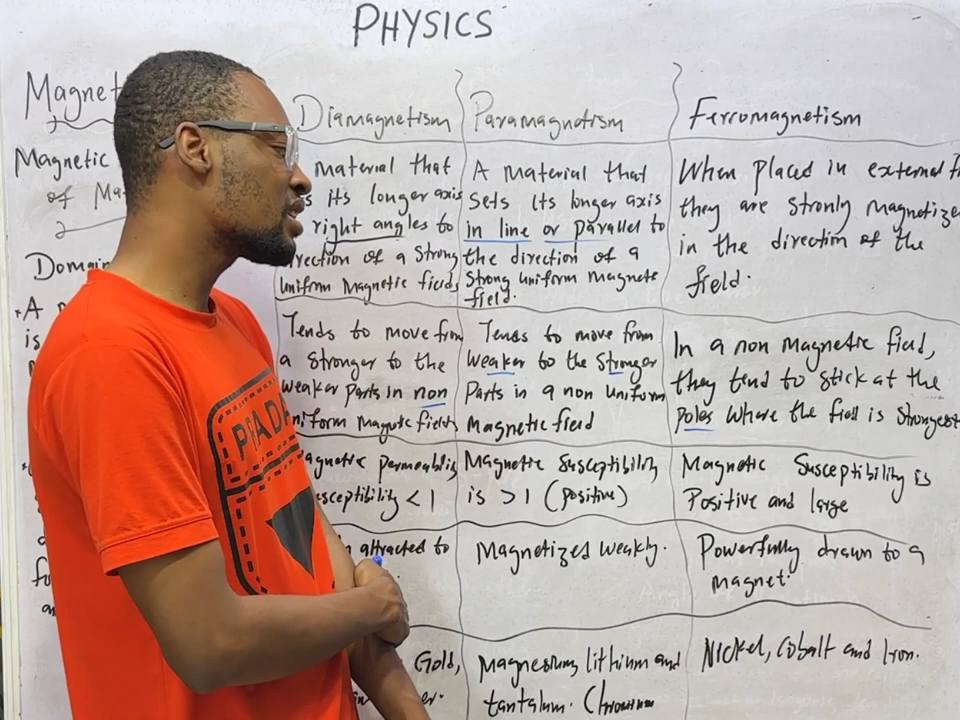 PHYSICS
Magnet
Magnetic
of Ma
Domain
A
is
Diamagnetism
material that
its longer axis
right angles to
direction of a Strong
uniform Magnetic field
Tends to move from
a stronger to the
weaker Parts in non
uniform Magnetic field
Magnetic permeability
susceptibility < 1
attracted to
Gold,
Paramagnotism
A Material that
Sets Its longer axis
in line or parallel to
the direction of a
Strong uniform magnete
field.
Tends to move from
weaker to the Stronger
Parts in a non uniform
Magnetic field
Magnetic Susceptibility
is >1 (positive)
Magnetized weakly.
Magnesium, lithium and
tantalum. Chromium
Ferromagnetism
When placed in external
they are stronly magnetize
in the direction of the
field.
In a non magnetic field,
they tend to stick at the
poles where the field is strongest
Magnetic Susceptibility is
Positive and large
Powerfully drawn to a
magnet.
Nickel, Cobalt and Iron.
PRADA